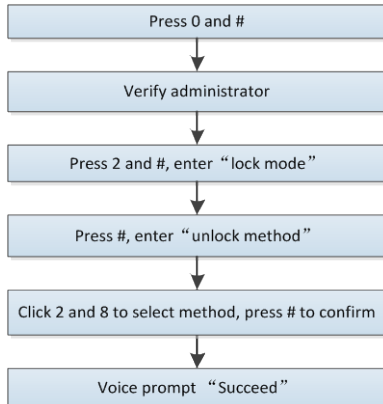 Press 0 and #
Verify administrator
Press 2 and #, enter “lock mode”
Press #, enter “unlock method”
Click 2 and 8 to select method, press # to confirm
Voice prompt “Succeed”